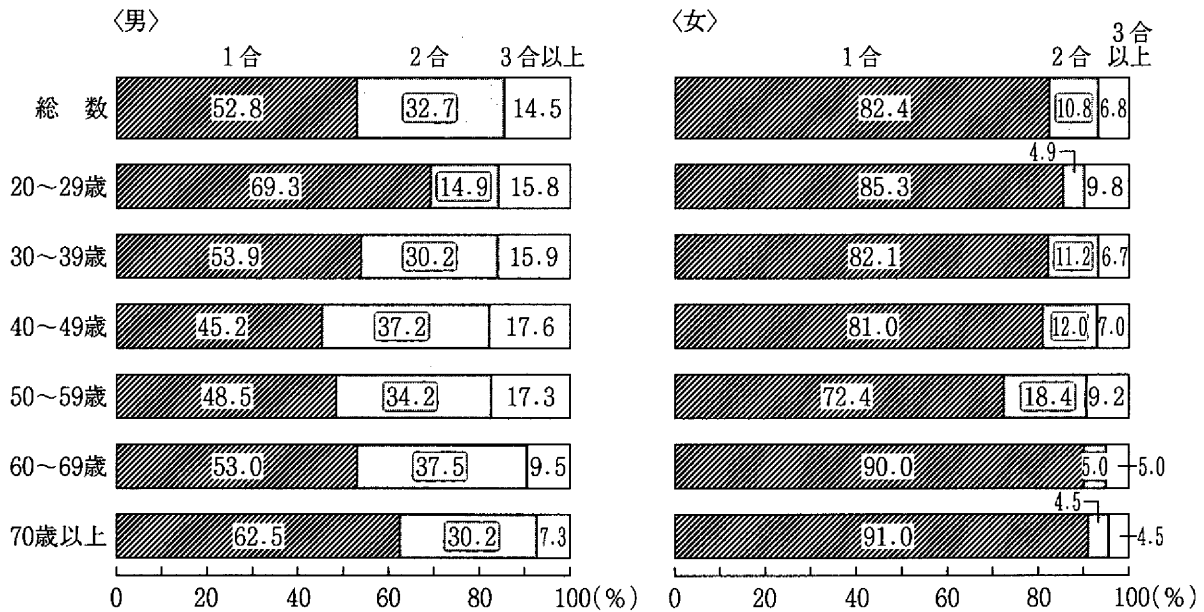 〈男〉
1合 2合 3合以上
総 数 52.8 32.7 14.5
20～29歳 69.3 14.9 15.8
30～39歳 53.9 30.2 15.9
40～49歳 45.2 37.2 17.6
50～59歳 48.5 34.2 17.3
60～69歳 53.0 37.5 9.5
70歳以上 62.5 30.2 7.3
0 20 40 60 80 100(%)
〈女〉
1合 2合 3合以上
82.4 10.8 6.8
85.3 4.9 9.8
82.1 11.2 6.7
81.0 12.0 7.0
72.4 18.4 9.2
90.0 5.0 5.0
91.0 4.5 4.5
0 20 40 60 80 100(%)